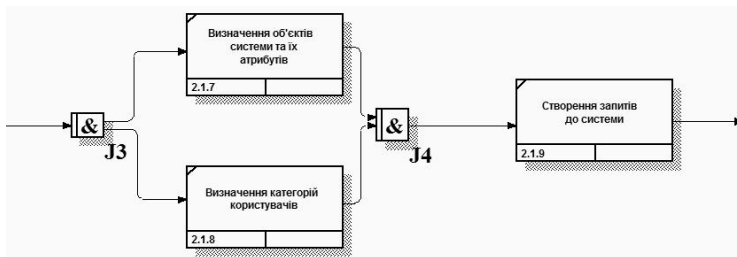 Визначення об'єктів
системи та їх
атрибутів
2.1.7
&
J3
&
J4
Створення запитів
до системи
2.1.9
Визначення категорій
користувачів
2.1.8